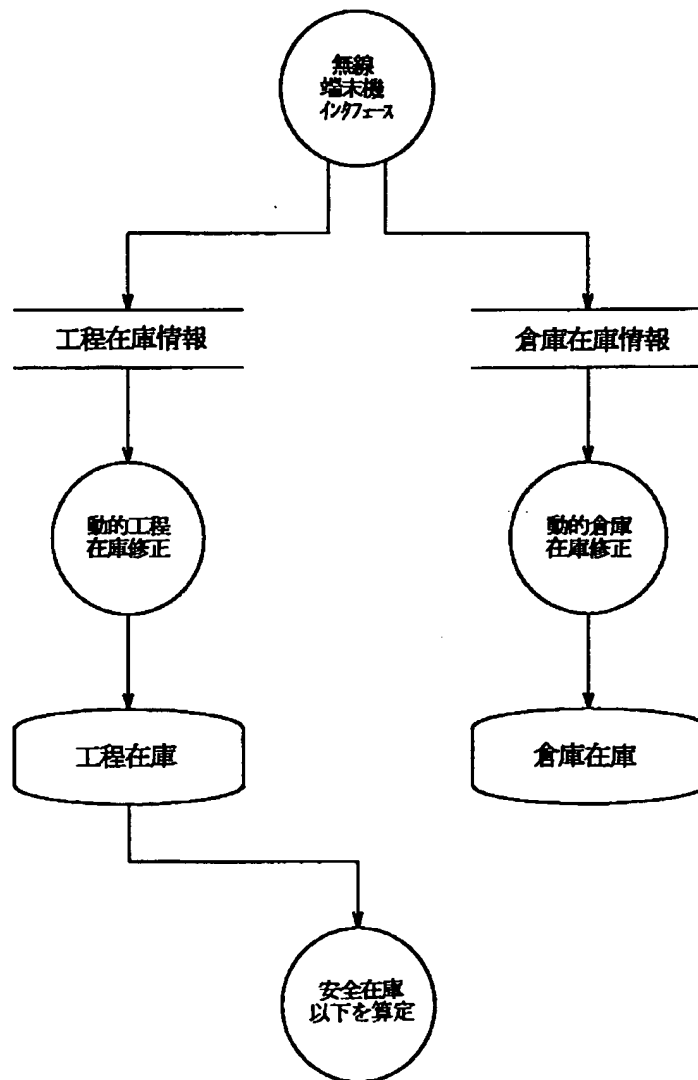 無線
端末機
インタフェース
工程在庫情報
倉庫在庫情報
動的工程
在庫修正
動的倉庫
在庫修正
工程在庫
倉庫在庫
安全在庫
以下を算定